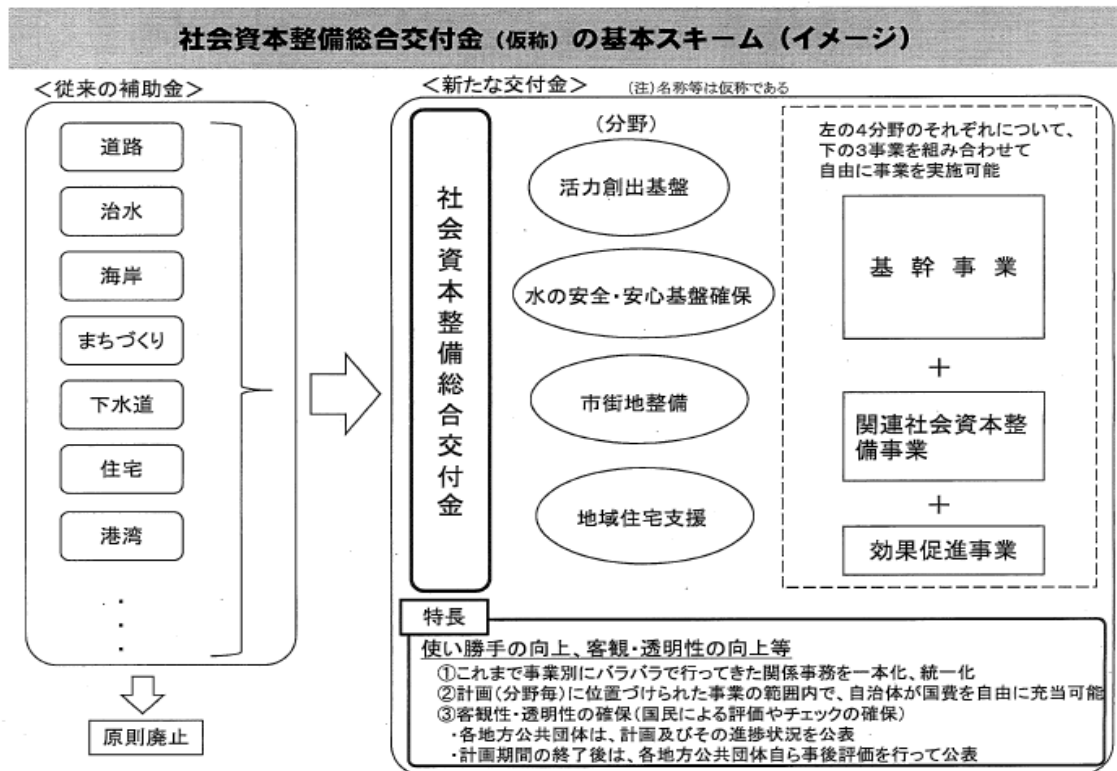 社会資本整備総合交付金(仮称)の基本スキーム(イメージ)
<従来の補助金>
道路
治水
海岸
まちづくり
下水道
住宅
港湾
・
・
・
原則廃止
<新たな交付金>
(注)名称等は仮称である
社会資本整備総合交付金
(分野)
活力創出基盤
水の安全・安心基盤確保
市街地整備
地域住宅支援
左の4分野のそれぞれについて、
下の3事業を組み合わせて
自由に事業を実施可能
基幹事業
+
関連社会資本整
備事業
+
効果促進事業
特長
使い勝手の向上、客観・透明性の向上等
①これまで事業別にバラバラで行ってきた関係事務を一本化、統一化
②計画(分野毎)に位置づけられた事業の範囲内で、自治体が国費を自由に充当可能
③客観性・透明性の確保(国民による評価やチェックの確保)
・各地方公共団体は、計画及びその進捗状況を公表
・計画期間の終了後は、各地方公共団体自ら事後評価を行って公表